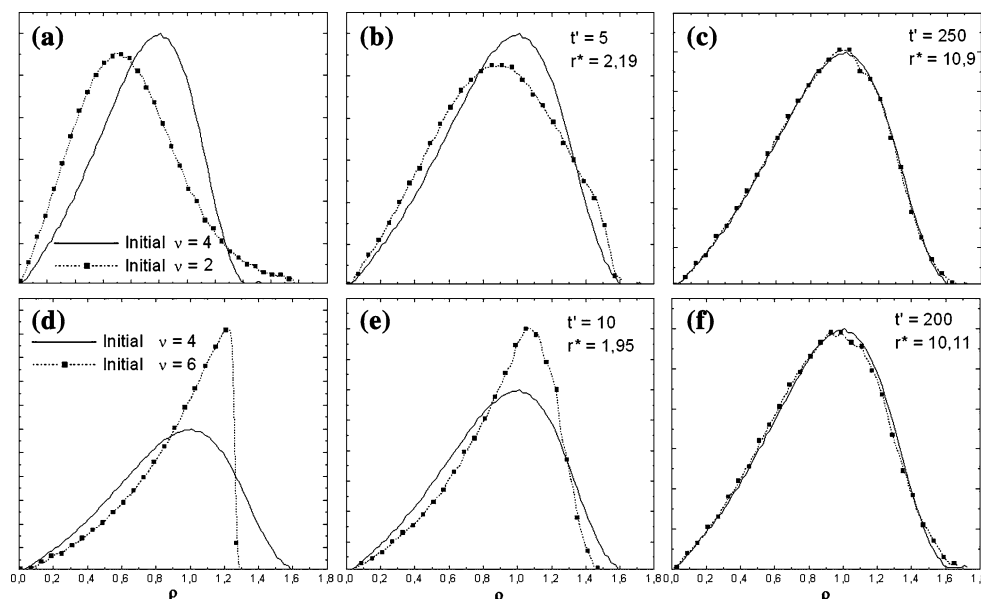 (a)
Initial ν = 4
Initial ν = 2
(b)
t' = 5
r* = 2,19
(c)
t' = 250
r* = 10,9
(d)
Initial ν = 4
Initial ν = 6
(e)
t' = 10
r* = 1,95
(f)
t' = 200
r* = 10,11
0,0 0,2 0,4 0,6 0,8 1,0 1,2 1,4 1,6 1,8
0,0 0,2 0,4 0,6 0,8 1,0 1,2 1,4 1,6 1,8
0,0 0,2 0,4 0,6 0,8 1,0 1,2 1,4 1,6 1,8
ρ
ρ
ρ